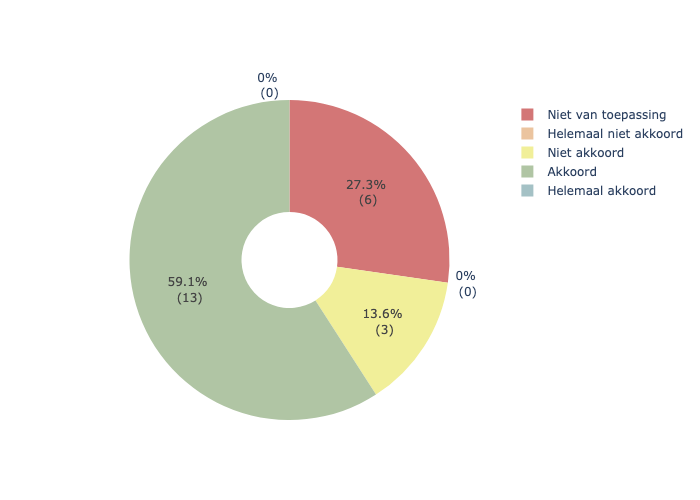 0%
(0)
27.3%
(6)
0%
(0)
13.6%
(3)
59.1%
(13)
Niet van toepassing
Helemaal niet akkoord
Niet akkoord
Akkoord
Helemaal akkoord